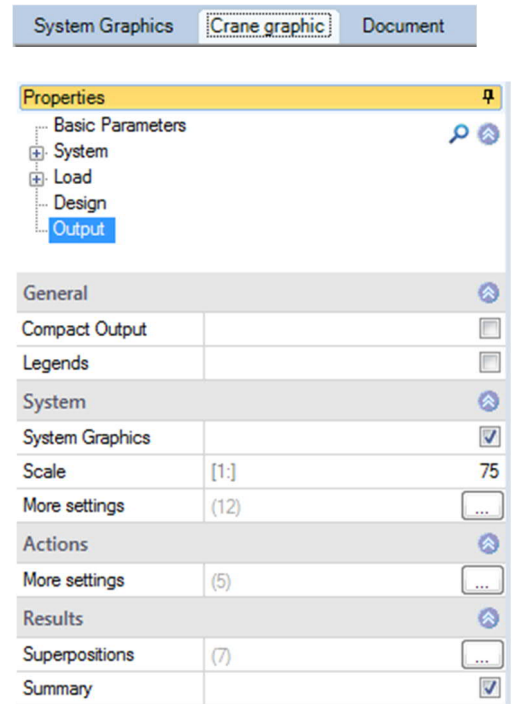 System Graphics Crane graphic Document
Properties
Basic Parameters
System
Load
Design
Output
General
Compact Output
Legends
System
System Graphics
Scale [1:] 75
More settings (12) ...
Actions
More settings (5) ...
Results
Superpositions (7) ...
Summary